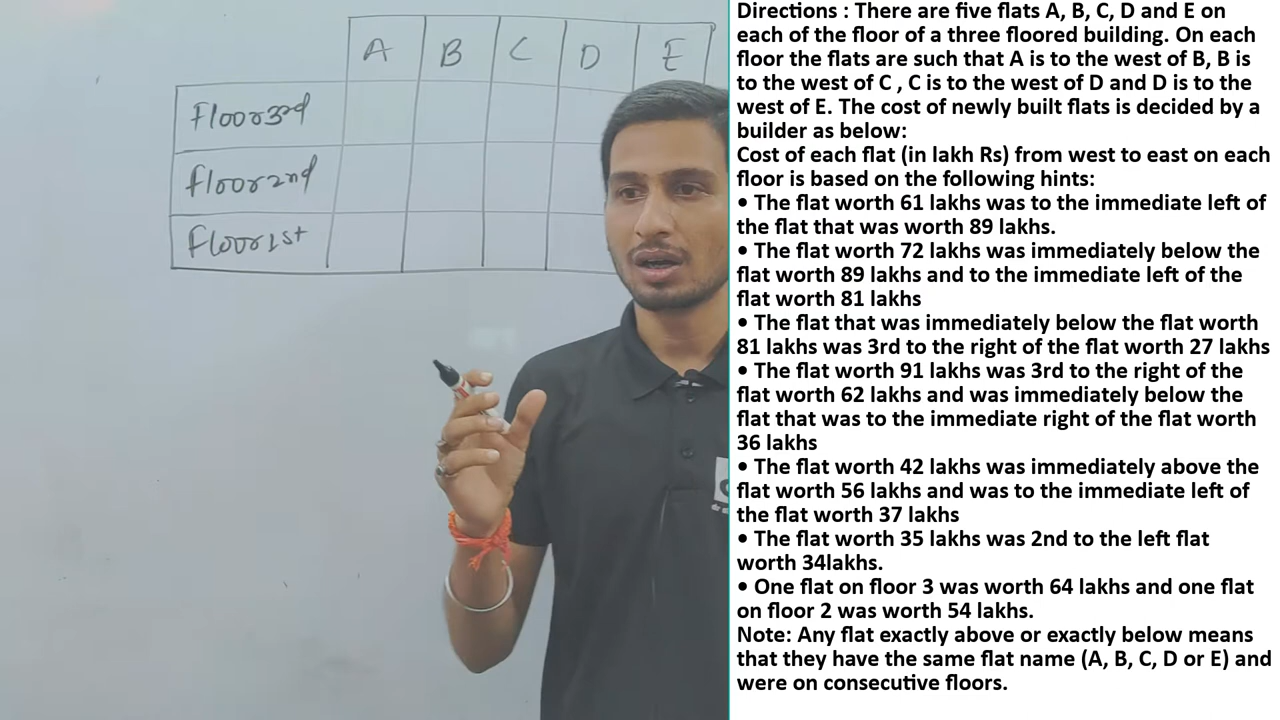 A B C D E
Floor 3rd
Floor 2nd
Floor 1st
Directions : There are five flats A, B, C, D and E on
each of the floor of a three floored building. On each
floor the flats are such that A is to the west of B, B is
to the west of C , C is to the west of D and D is to the
west of E. The cost of newly built flats is decided by a
builder as below:
Cost of each flat (in lakh Rs) from west to east on each
floor is based on the following hints:
• The flat worth 61 lakhs was to the immediate left of
the flat that was worth 89 lakhs.
• The flat worth 72 lakhs was immediately below the
flat worth 89 lakhs and to the immediate left of the
flat worth 81 lakhs
• The flat that was immediately below the flat worth
81 lakhs was 3rd to the right of the flat worth 27 lakhs
• The flat worth 91 lakhs was 3rd to the right of the
flat worth 62 lakhs and was immediately below the
flat that was to the immediate right of the flat worth
36 lakhs
• The flat worth 42 lakhs was immediately above the
flat worth 56 lakhs and was to the immediate left of
the flat worth 37 lakhs
• The flat worth 35 lakhs was 2nd to the left flat
worth 34lakhs.
• One flat on floor 3 was worth 64 lakhs and one flat
on floor 2 was worth 54 lakhs.
Note: Any flat exactly above or exactly below means
that they have the same flat name (A, B, C, D or E) and
were on consecutive floors.